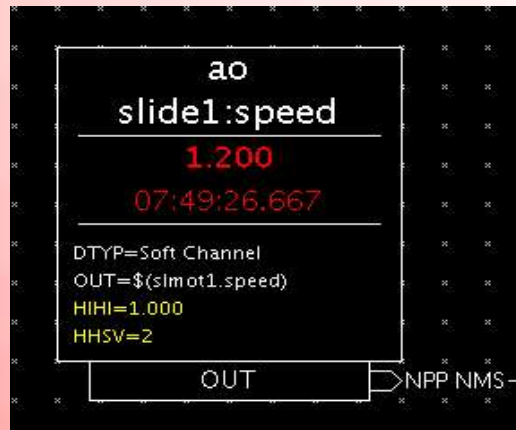 ao
slide1:speed
1.200
07:49:26.667
DTYP=Soft Channel
OUT=$(slmot1.speed)
HIHI=1.000
HHSV=2
OUT
NPP NMS-